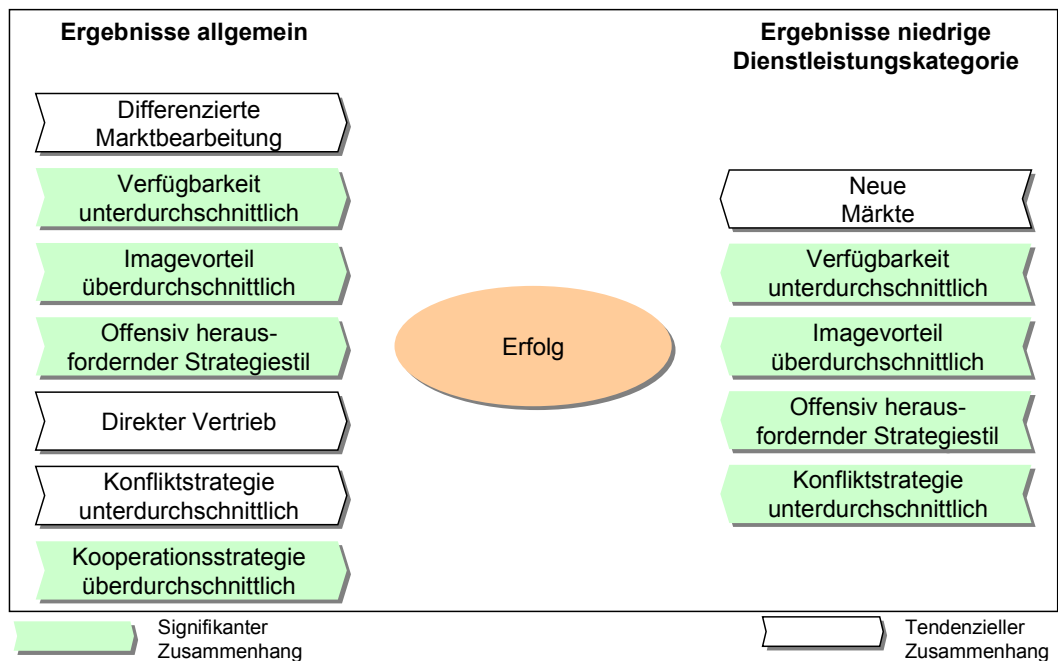 Ergebnisse allgemein
Differenzierte
Marktbearbeitung
Verfügbarkeit
unterdurchschnittlich
Imagevorteil
überdurchschnittlich
Offensiv heraus-
fordernder Strategiestil
Direkter Vertrieb
Konfliktstrategie
unterdurchschnittlich
Kooperationsstrategie
überdurchschnittlich
Erfolg
Ergebnisse niedrige
Dienstleistungskategorie
Neue
Märkte
Verfügbarkeit
unterdurchschnittlich
Imagevorteil
überdurchschnittlich
Offensiv heraus-
fordernder Strategiestil
Konfliktstrategie
unterdurchschnittlich
Signifikanter
Zusammenhang
Tendenzieller
Zusammenhang